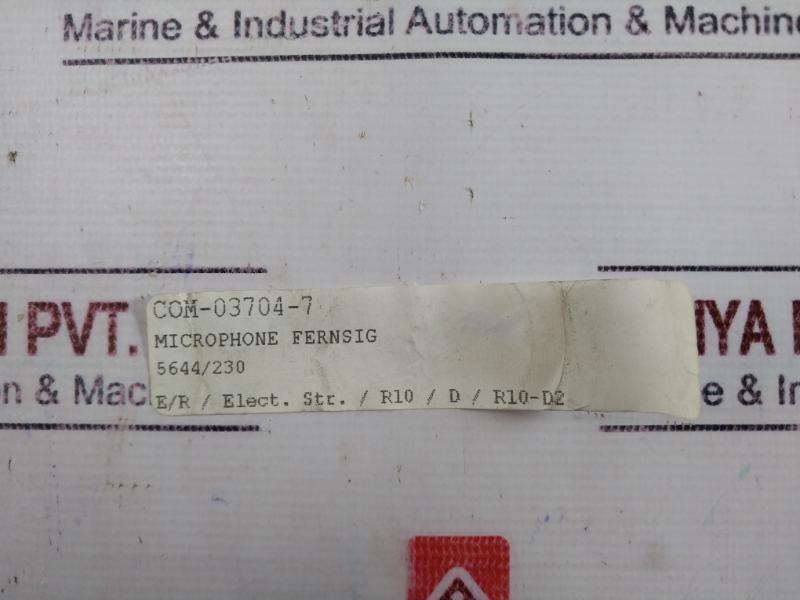 Marine & Industrial Automation & Machine
PVT.
COM-03704-7
MICROPHONE FERNSIG
5644/230
E/R / Elect. Str. / R10 / D / R10-D2
n & Mac
IYA
e & In